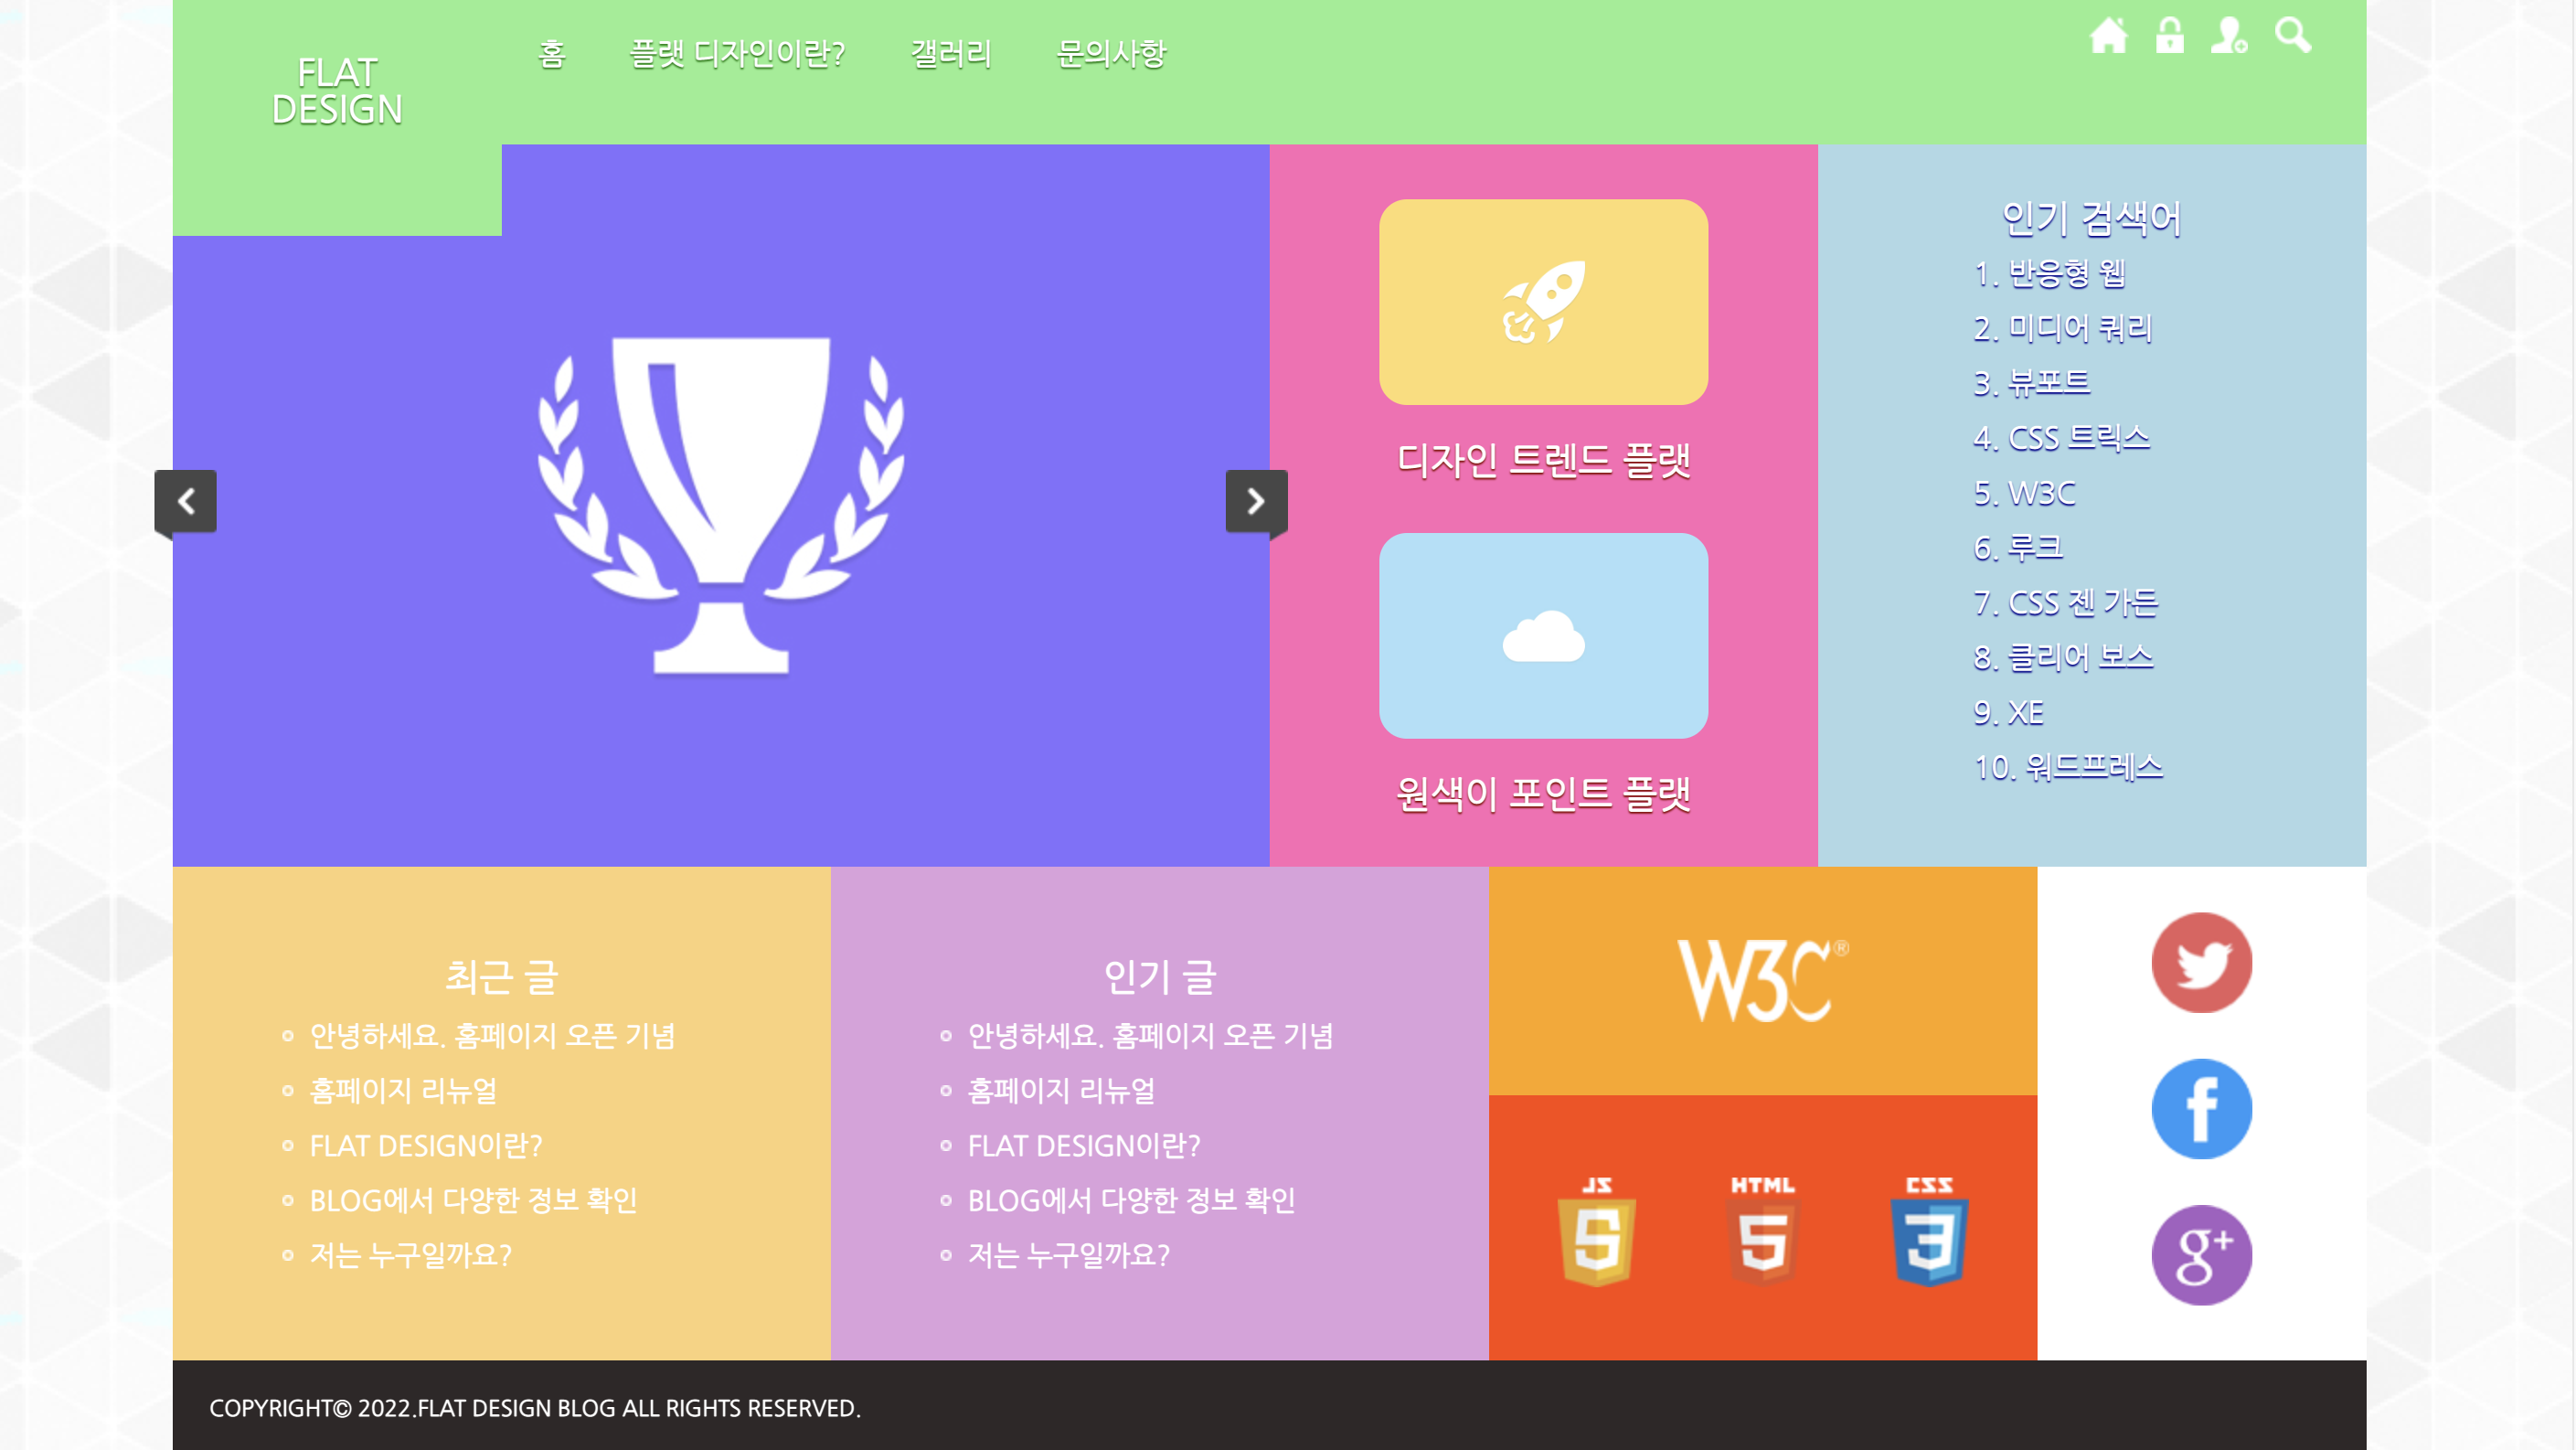 FLAT
DESIGN
홈 플랫 디자인이란? 갤러리 문의사항
디자인 트렌드 플랫
원색이 포인트 플랫
인기 검색어
1. 반응형 웹
2. 미디어 쿼리
3. 뷰포트
4. CSS 트릭스
5. W3C
6. 루크
7. CSS 젠 가든
8. 클리어 보스
9. XE
10. 워드프레스
최근 글
안녕하세요. 홈페이지 오픈 기념
홈페이지 리뉴얼
FLAT DESIGN이란?
BLOG에서 다양한 정보 확인
저는 누구일까요?
인기 글
안녕하세요. 홈페이지 오픈 기념
홈페이지 리뉴얼
FLAT DESIGN이란?
BLOG에서 다양한 정보 확인
저는 누구일까요?
W3C®
JS HTML CSS
5 5 3
f
g+
COPYRIGHT© 2022.FLAT DESIGN BLOG ALL RIGHTS RESERVED.